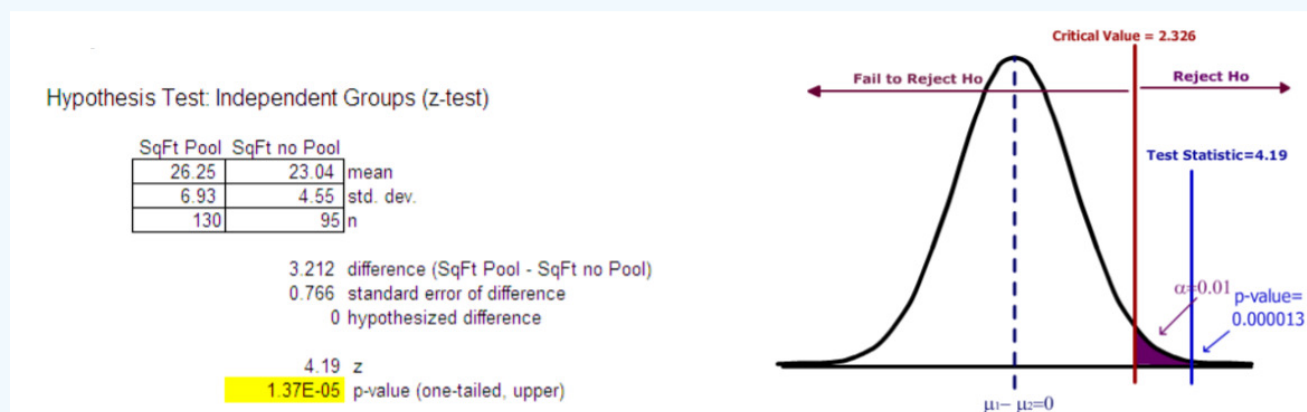 Hypothesis Test: Independent Groups (z-test)
SqFt Pool SqFt no Pool
26.25 23.04 mean
6.93 4.55 std. dev.
130 95 n
3.212 difference (SqFt Pool - SqFt no Pool)
0.766 standard error of difference
0 hypothesized difference
4.19 z
1.37E-05 p-value (one-tailed, upper)
Critical Value = 2.326
Fail to Reject Ho
Reject Ho
Test Statistic=4.19
α=0.01
p-value=
0.000013
μ1− μ2=0